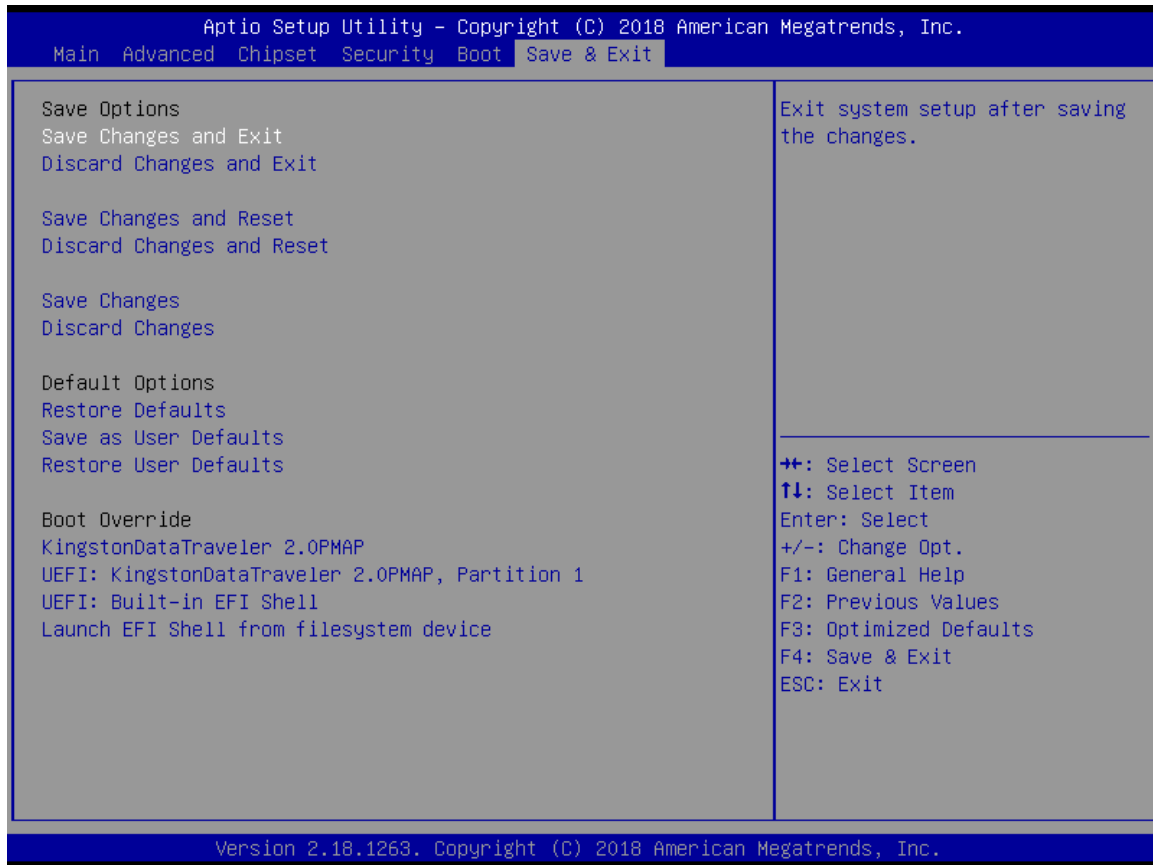 Aptio Setup Utility – Copyright (C) 2018 American Megatrends, Inc.
Main Advanced Chipset Security Boot Save & Exit
Save Options
Save Changes and Exit
Discard Changes and Exit
Save Changes and Reset
Discard Changes and Reset
Save Changes
Discard Changes
Default Options
Restore Defaults
Save as User Defaults
Restore User Defaults
Boot Override
KingstonDataTraveler 2.0PMAP
UEFI: KingstonDataTraveler 2.0PMAP, Partition 1
UEFI: Built-in EFI Shell
Launch EFI Shell from filesystem device
Exit system setup after saving
the changes.
→←: Select Screen
↑↓: Select Item
Enter: Select
+/-: Change Opt.
F1: General Help
F2: Previous Values
F3: Optimized Defaults
F4: Save & Exit
ESC: Exit
Version 2.18.1263. Copyright (C) 2018 American Megatrends, Inc.